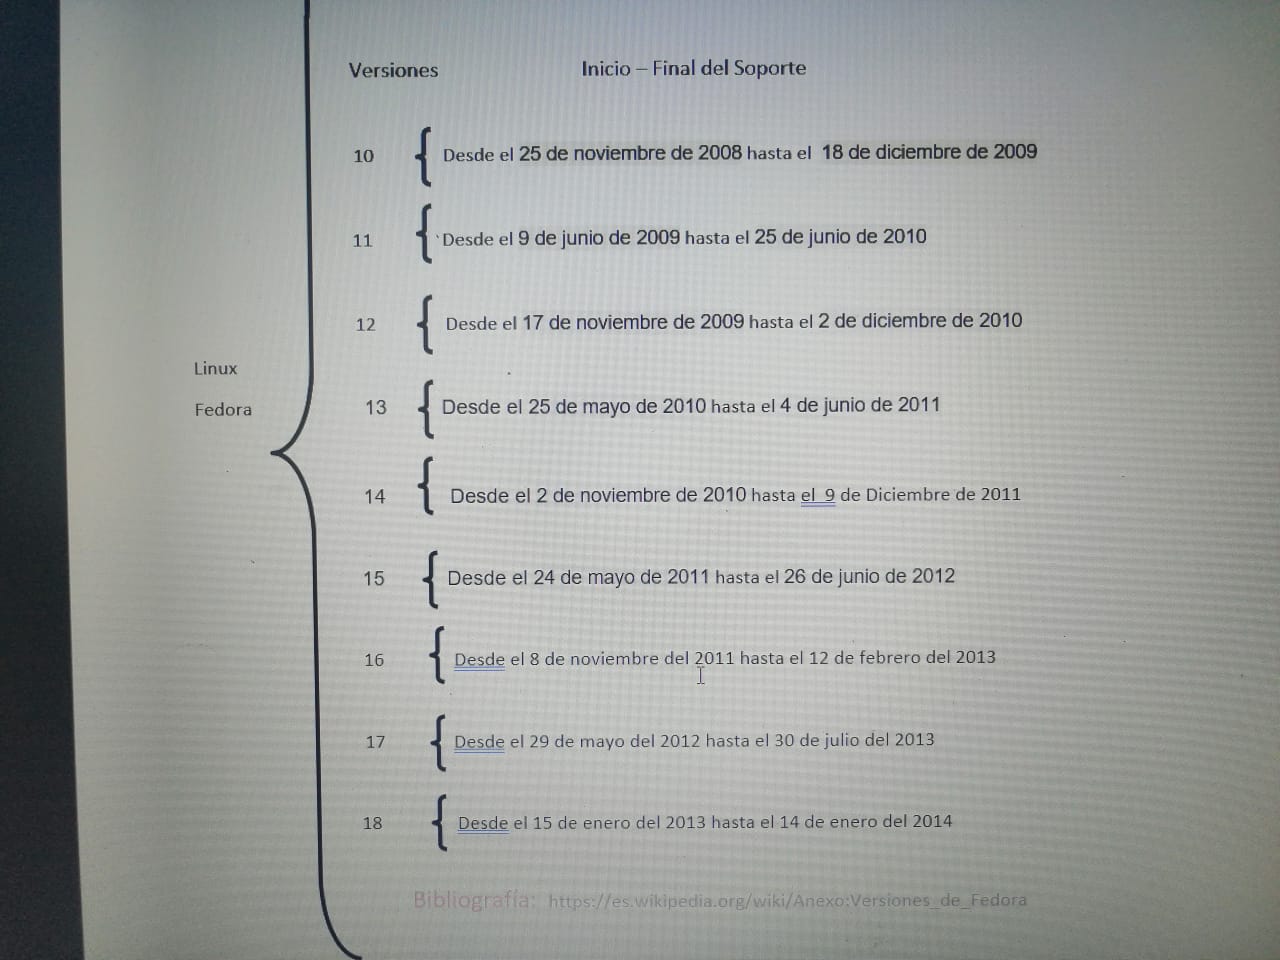 Versiones Inicio – Final del Soporte
10 Desde el 25 de noviembre de 2008 hasta el 18 de diciembre de 2009
11 `Desde el 9 de junio de 2009 hasta el 25 de junio de 2010
12 Desde el 17 de noviembre de 2009 hasta el 2 de diciembre de 2010
Linux
Fedora
13 Desde el 25 de mayo de 2010 hasta el 4 de junio de 2011
14 Desde el 2 de noviembre de 2010 hasta el 9 de Diciembre de 2011
15 Desde el 24 de mayo de 2011 hasta el 26 de junio de 2012
16 Desde el 8 de noviembre del 2011 hasta el 12 de febrero del 2013
17 Desde el 29 de mayo del 2012 hasta el 30 de julio del 2013
18 Desde el 15 de enero del 2013 hasta el 14 de enero del 2014
Bibliografía: https://es.wikipedia.org/wiki/Anexo:Versiones_de_Fedora